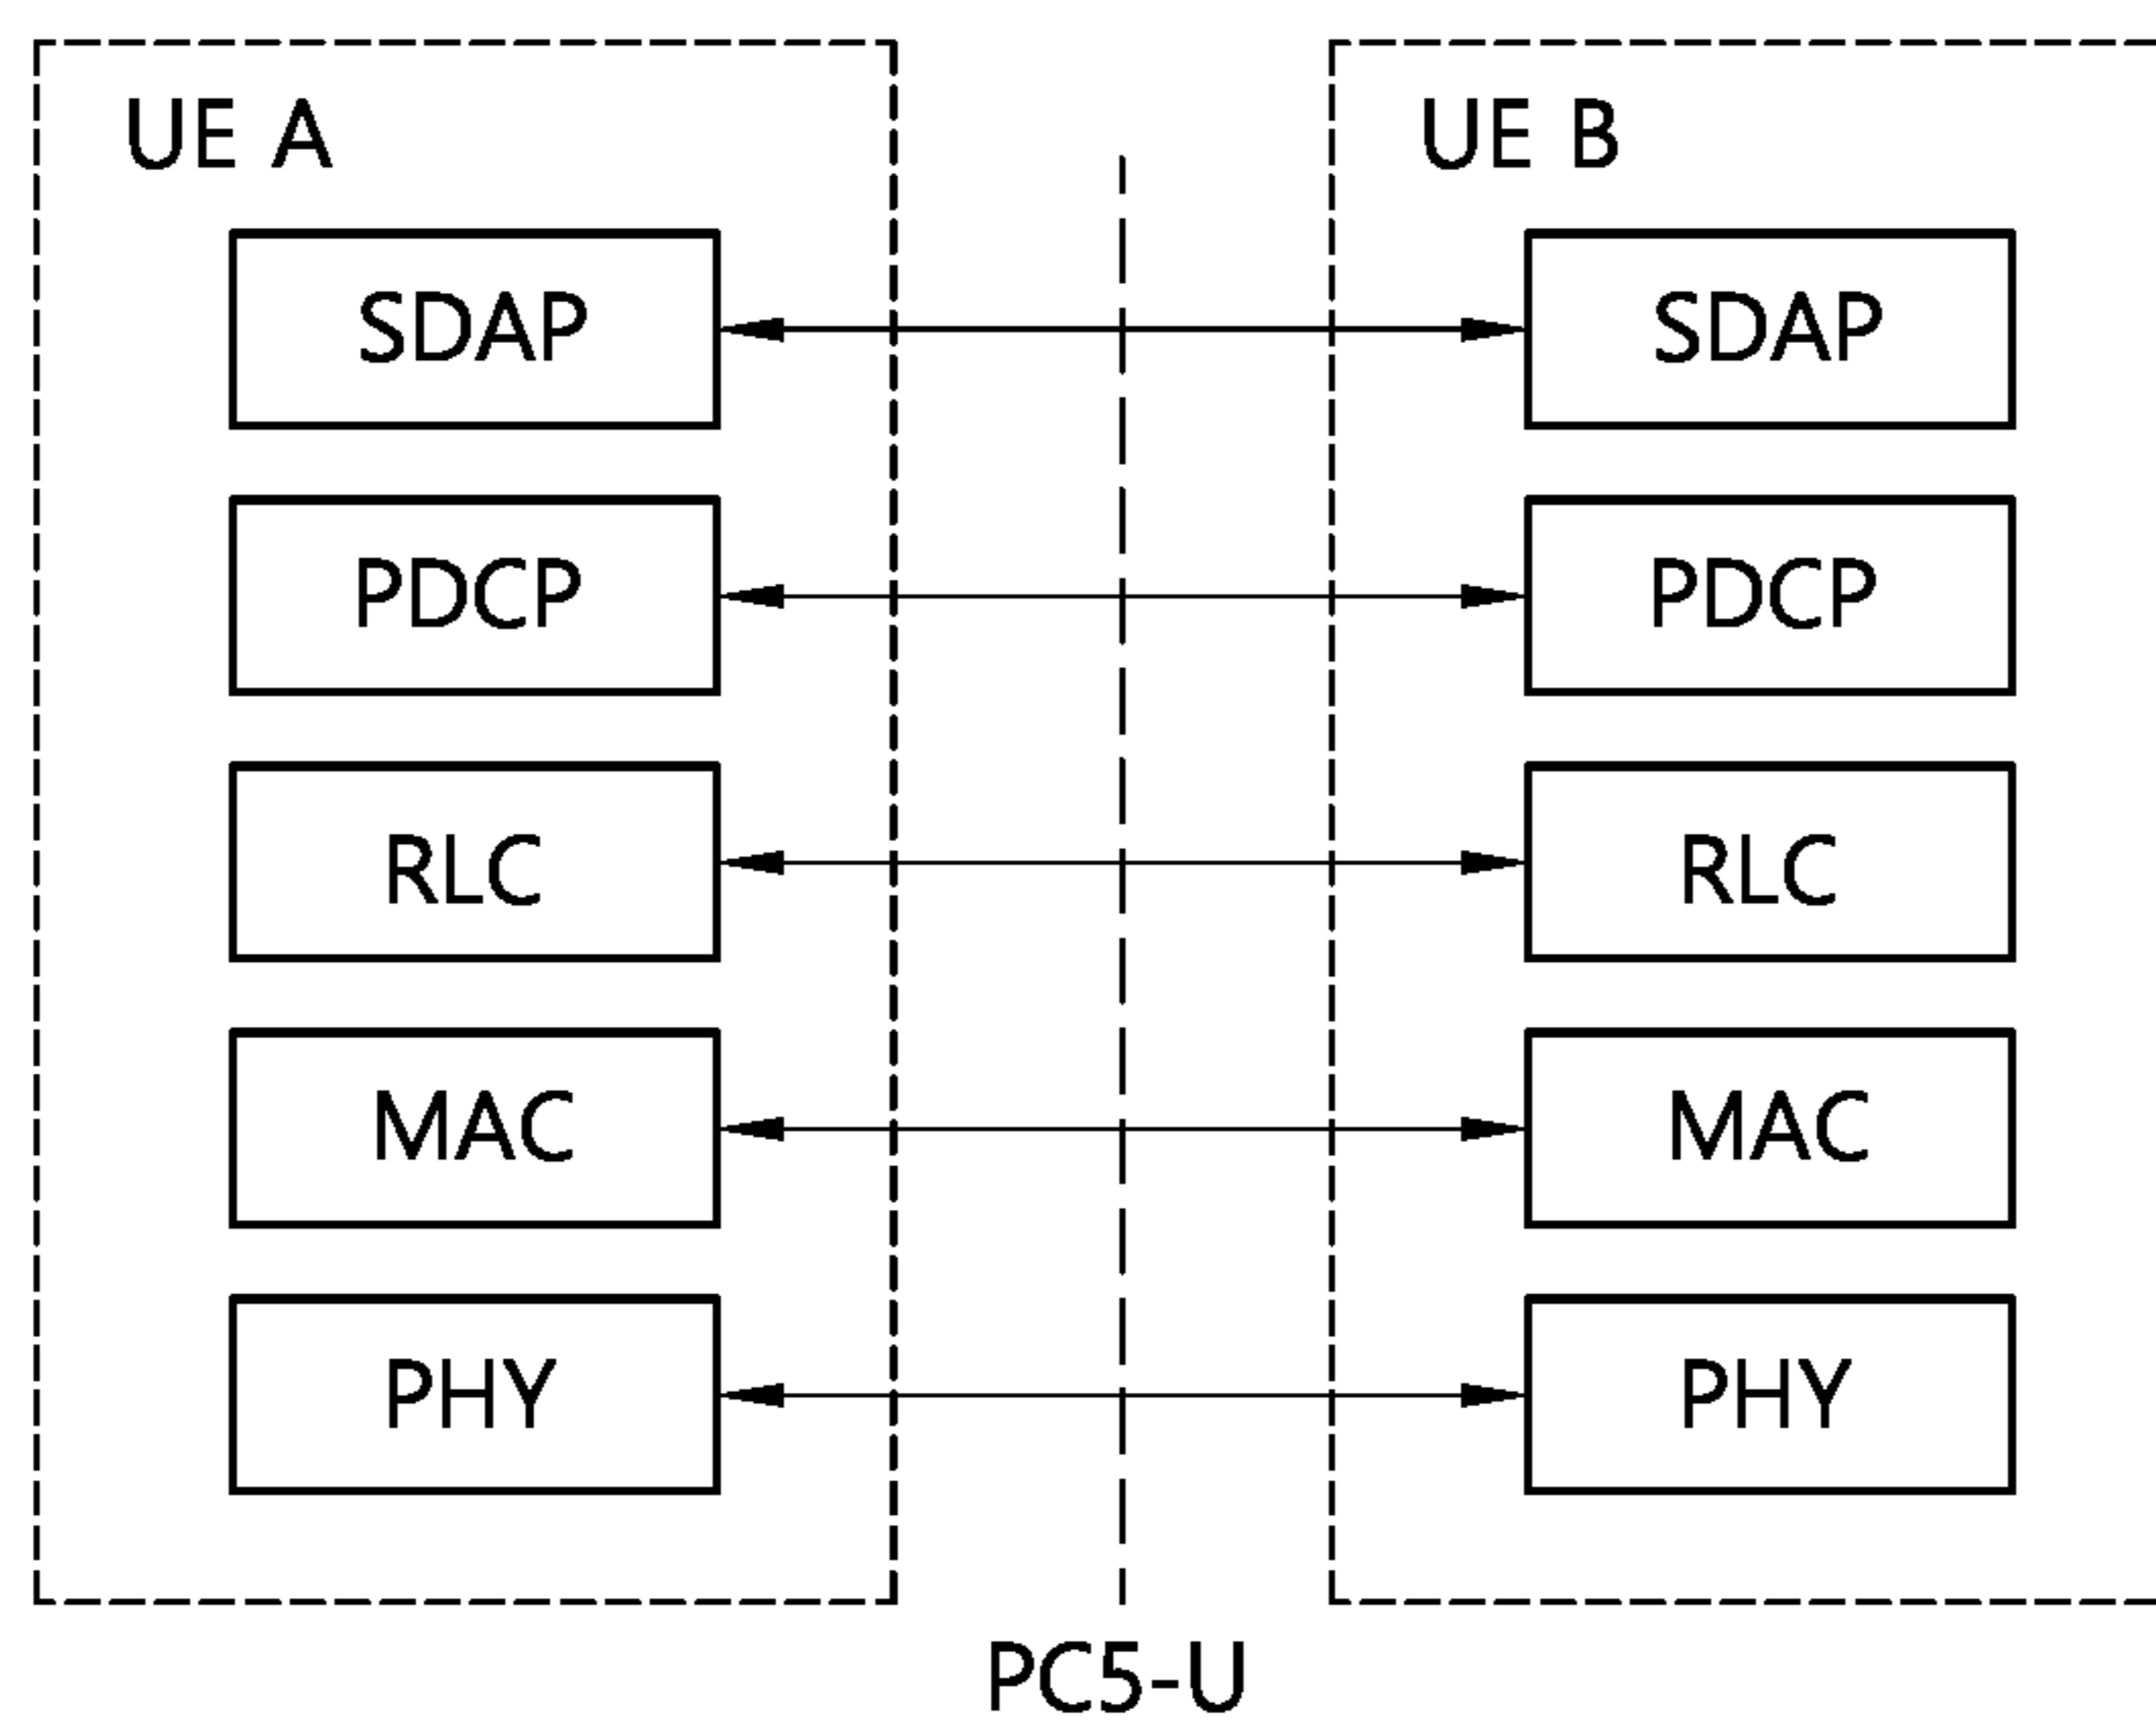 UE A
UE B
SDAP
SDAP
PDCP
PDCP
RLC
RLC
MAC
MAC
PHY
PHY
PC5-U